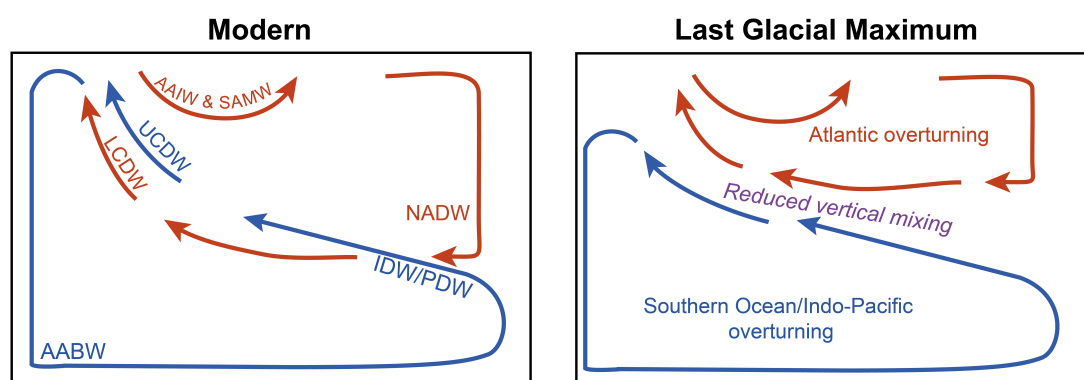 Modern
AAIW & SAMW
UCDW
LCDW
NADW
IDW/PDW
AABW
Last Glacial Maximum
Atlantic overturning
Reduced vertical mixing
Southern Ocean/Indo-Pacific
overturning